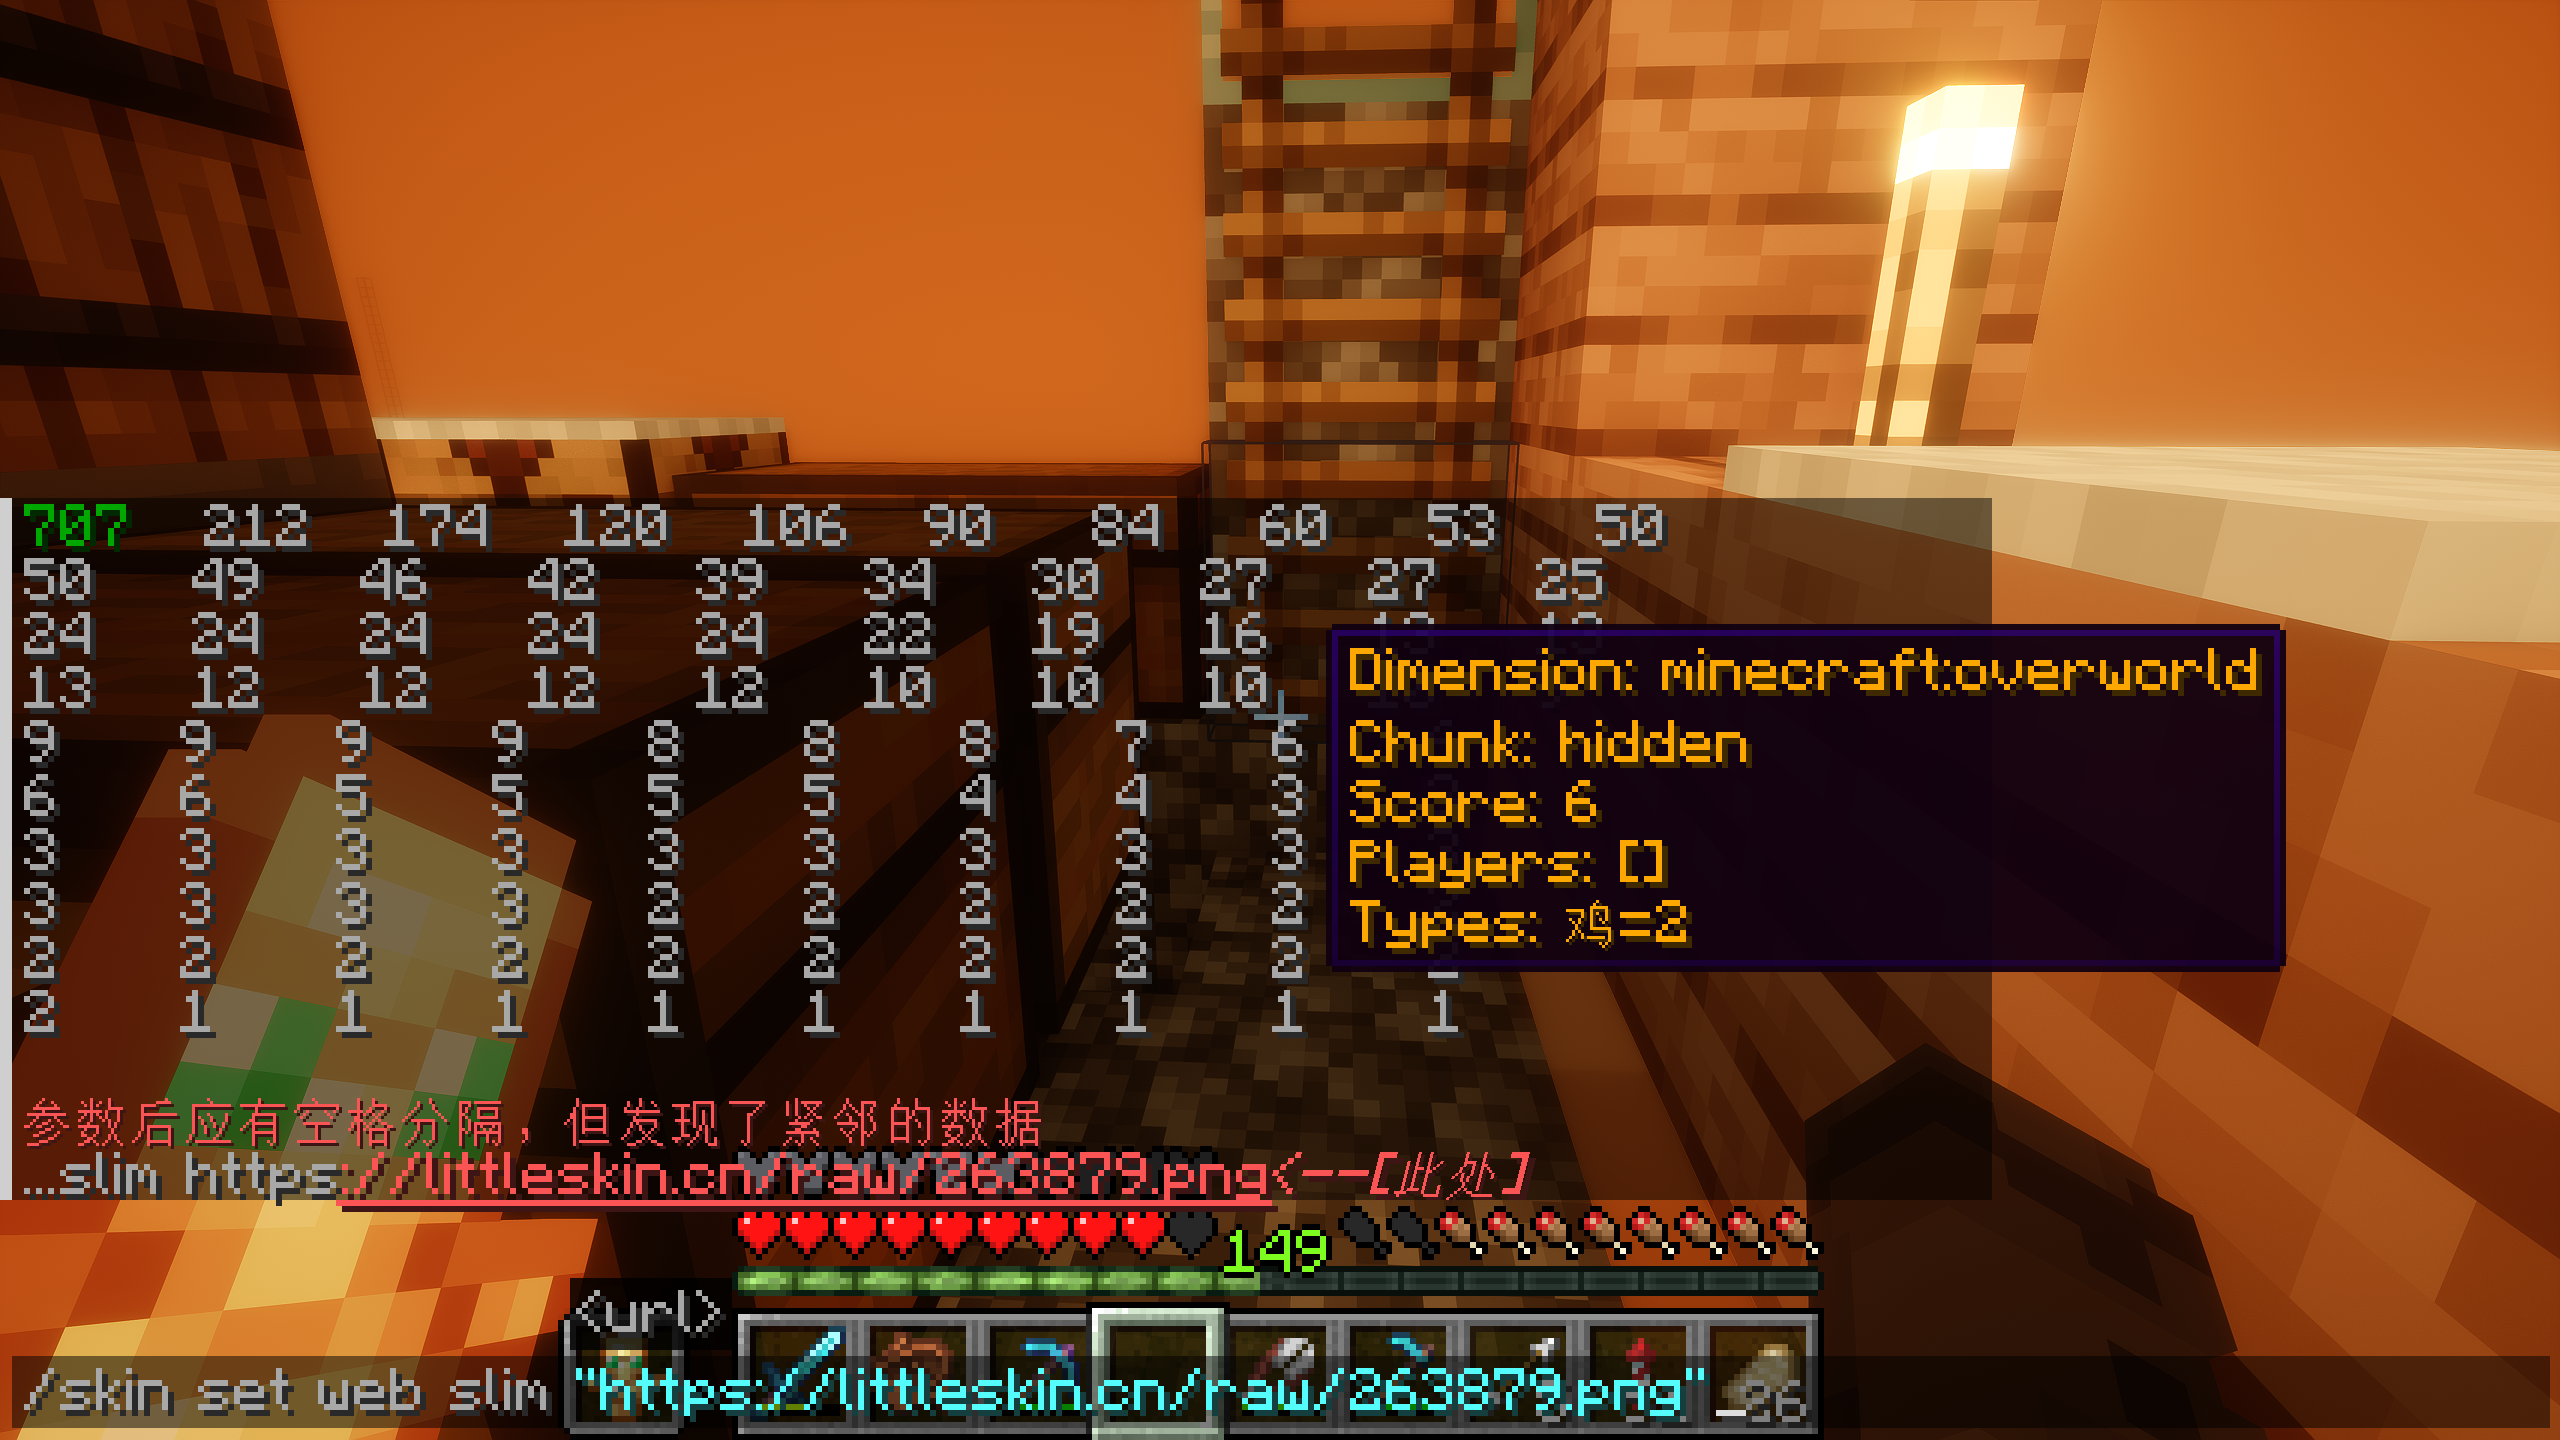 707 212 174 120 106 90 84 60 53 50
50 49 46 42 39 34 30 27 27 25
24 24 24 24 24 22 19 16
13 12 12 12 12 10 10 10
9 9 9 9 8 8 8 7 6
6 6 5 5 5 5 4 4 3
3 3 3 3 3 3 3 3 3
3 3 3 3 2 2 2 2 2
2 2 2 2 2 2 2 2 2
2 1 1 1 1 1 1 1 1 1
Dimension: minecraft:overworld
Chunk: hidden
Score: 6
Players: []
Types: 鸡=2
参数后应有空格分隔，但发现了紧邻的数据
...slim https://littleskin.cn/raw/263879.png<--[此处]
149
<url>
/skin set web slim "https://littleskin.cn/raw/263879.png"
26